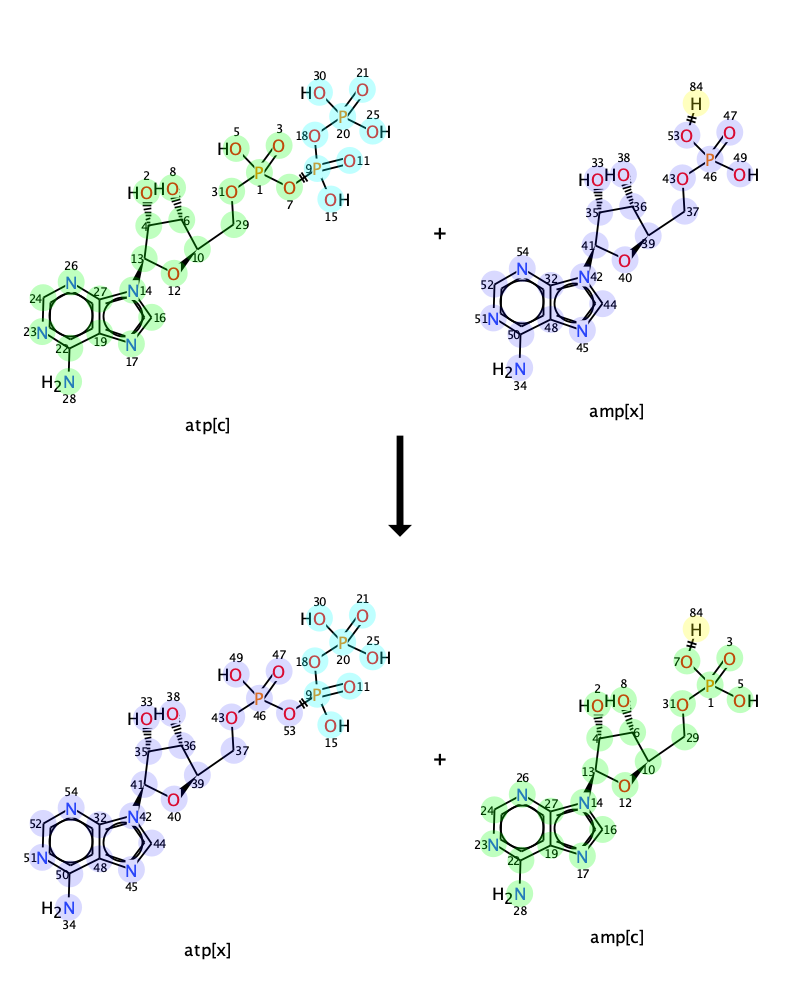 30 21
HO O
P
20 25
18 O OH
5 3
HO O
9 P O 11
P
1
O
7
OH
15
31 O
29
2 8
HO HO
4 6
10
13
O
12
26
N
24 27 N 14
16
23 N
22 19 N
17
H₂N
28
atp[c]
+
84
H
53 O 47
O
P
46 49
OH
43 O
37
33 38
HO HO
35 36
39
41
O
40
54
N
52 32 N 42
44
51 N
50 48 N
45
H₂N
34
amp[x]
30 21
HO O
P
20 25
18 O OH
49 47
HO O
9 P O 11
P
46
O
53
OH
15
43 O
37
33 38
HO HO
35 36
39
41
O
40
54
N
52 32 N 42
44
51 N
50 48 N
45
H₂N
34
atp[x]
+
84
H
7 O 3
O
P
1 5
OH
31 O
29
2 8
HO HO
4 6
10
13
O
12
26
N
24 27 N 14
16
23 N
22 19 N
17
H₂N
28
amp[c]